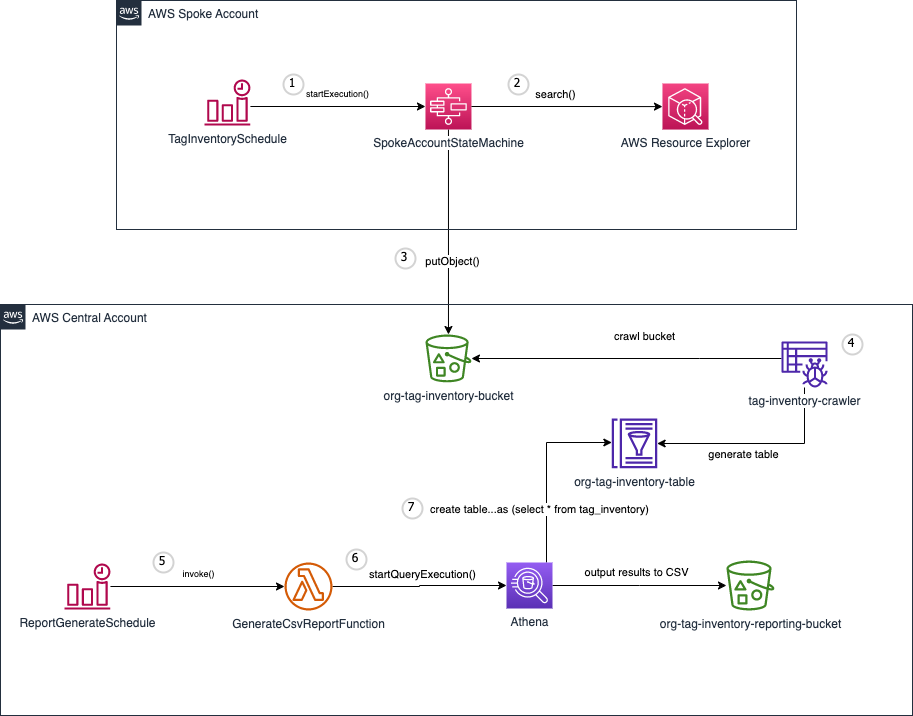 aws
AWS Spoke Account
1
startExecution()
2
search()
TagInventorySchedule
SpokeAccountStateMachine
AWS Resource Explorer
3
putObject()
aws
AWS Central Account
crawl bucket
4
org-tag-inventory-bucket
tag-inventory-crawler
generate table
org-tag-inventory-table
7
create table...as (select * from tag_inventory)
5
invoke()
6
startQueryExecution()
output results to CSV
ReportGenerateSchedule
GenerateCsvReportFunction
Athena
org-tag-inventory-reporting-bucket